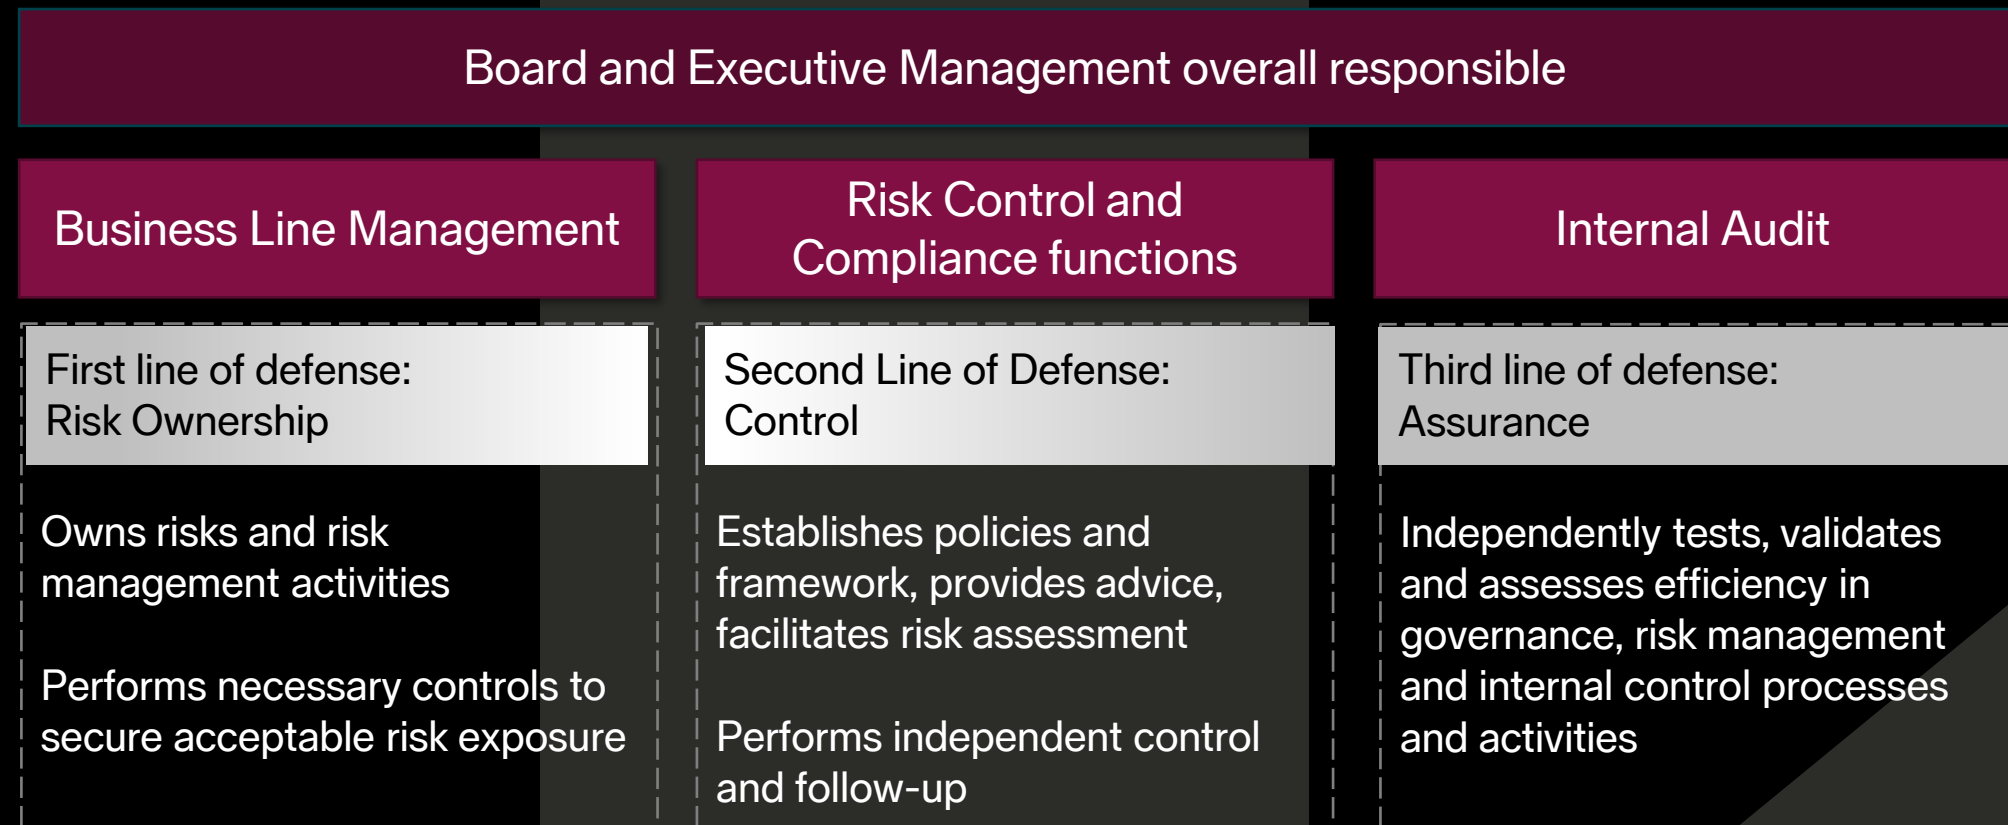 Board and Executive Management overall responsible
Business Line Management
Risk Control and
Compliance functions
Internal Audit
First line of defense:
Risk Ownership
Owns risks and risk
management activities
Performs necessary controls to
secure acceptable risk exposure
Second Line of Defense:
Control
Establishes policies and
framework, provides advice,
facilitates risk assessment
Performs independent control
and follow-up
Third line of defense:
Assurance
Independently tests, validates
and assesses efficiency in
governance, risk management
and internal control processes
and activities